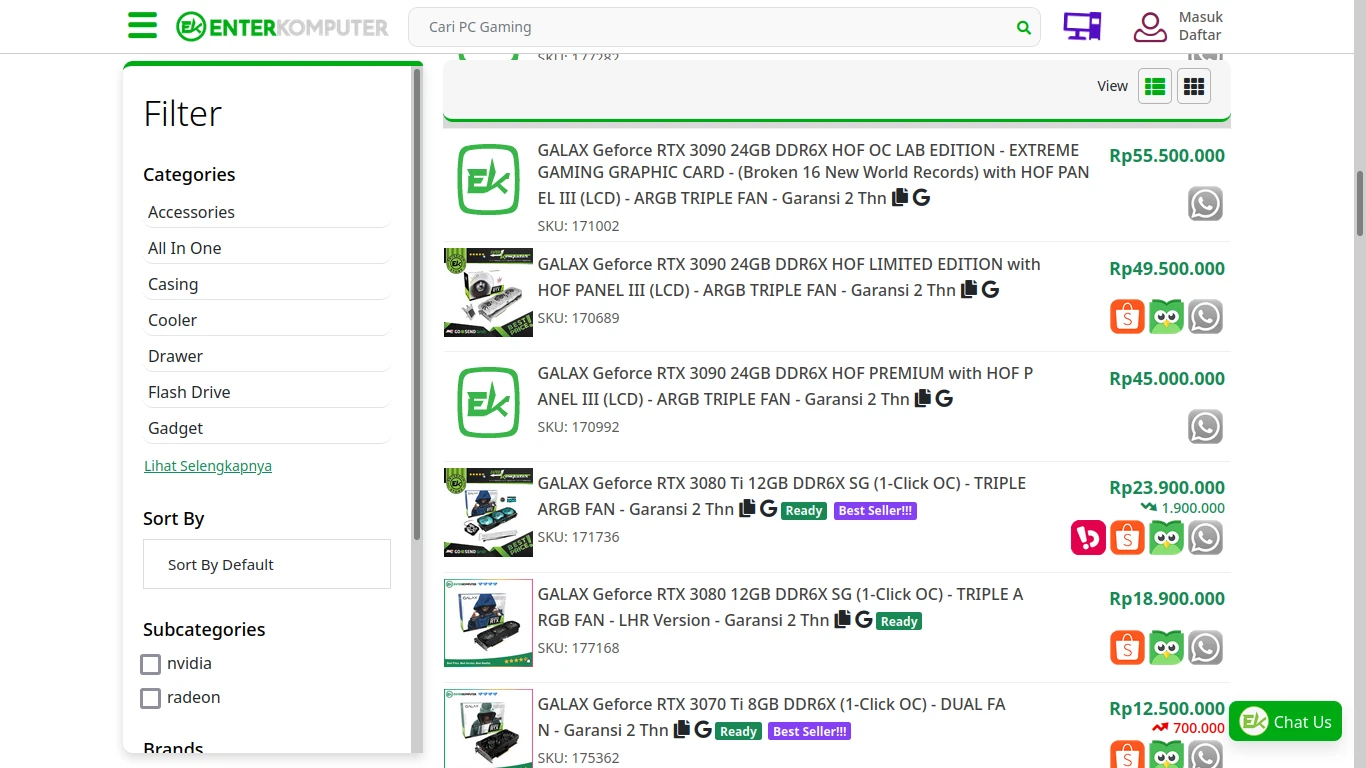 ENTERKOMPUTER
Cari PC Gaming
Masuk
Daftar
SKU: 177282
View
Filter
Categories
Accessories
All In One
Casing
Cooler
Drawer
Flash Drive
Gadget
Lihat Selengkapnya
Sort By
Sort By Default
Subcategories
nvidia
radeon
Brands
GALAX Geforce RTX 3090 24GB DDR6X HOF OC LAB EDITION - EXTREME
GAMING GRAPHIC CARD - (Broken 16 New World Records) with HOF PAN
EL III (LCD) - ARGB TRIPLE FAN - Garansi 2 Thn
SKU: 171002
Rp55.500.000
GALAX Geforce RTX 3090 24GB DDR6X HOF LIMITED EDITION with
HOF PANEL III (LCD) - ARGB TRIPLE FAN - Garansi 2 Thn
SKU: 170689
Rp49.500.000
GALAX Geforce RTX 3090 24GB DDR6X HOF PREMIUM with HOF P
ANEL III (LCD) - ARGB TRIPLE FAN - Garansi 2 Thn
SKU: 170992
Rp45.000.000
GALAX Geforce RTX 3080 Ti 12GB DDR6X SG (1-Click OC) - TRIPLE
ARGB FAN - Garansi 2 Thn Ready Best Seller!!!
SKU: 171736
Rp23.900.000
1.900.000
GALAX Geforce RTX 3080 12GB DDR6X SG (1-Click OC) - TRIPLE A
RGB FAN - LHR Version - Garansi 2 Thn Ready
SKU: 177168
Rp18.900.000
GALAX Geforce RTX 3070 Ti 8GB DDR6X (1-Click OC) - DUAL FA
N - Garansi 2 Thn Ready Best Seller!!!
SKU: 175362
Rp12.500.000
700.000
Chat Us